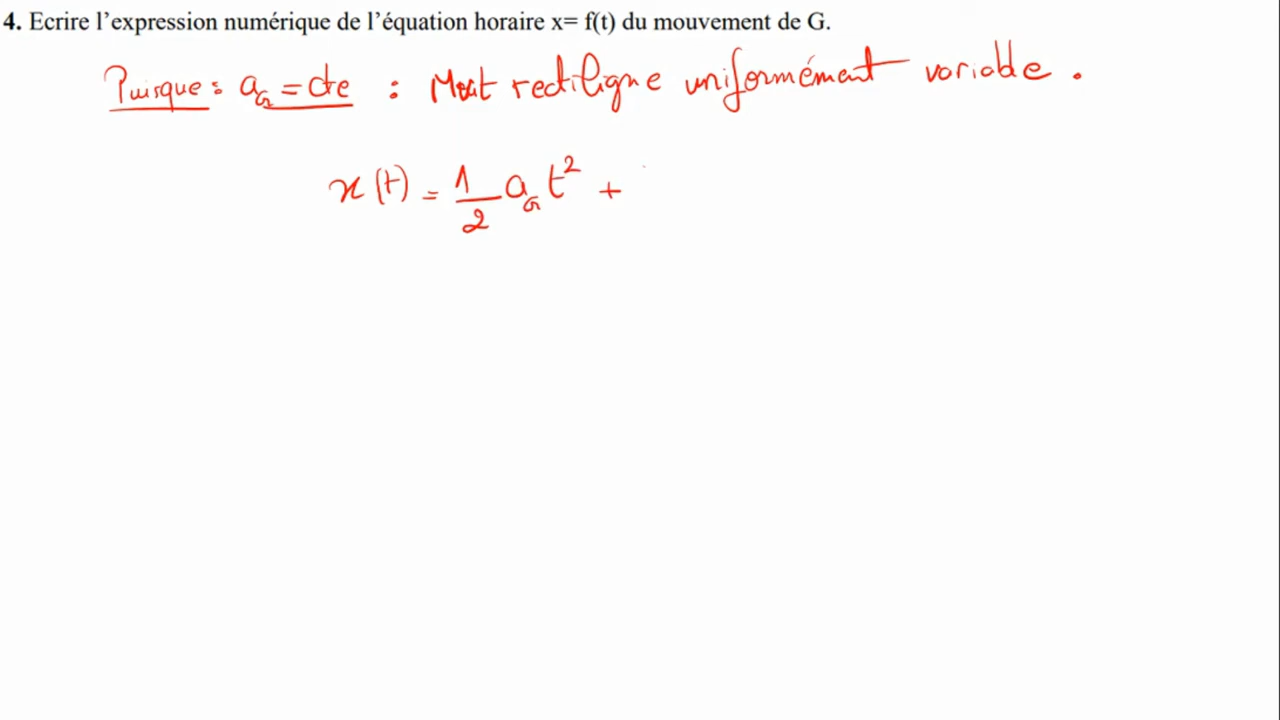 4. Ecrire l’expression numérique de l’équation horaire x= f(t) du mouvement de G.
Puisque : a_G = cte : Mvt rectiligne uniformément variable .
x(t) = 1/2 a_G t² +